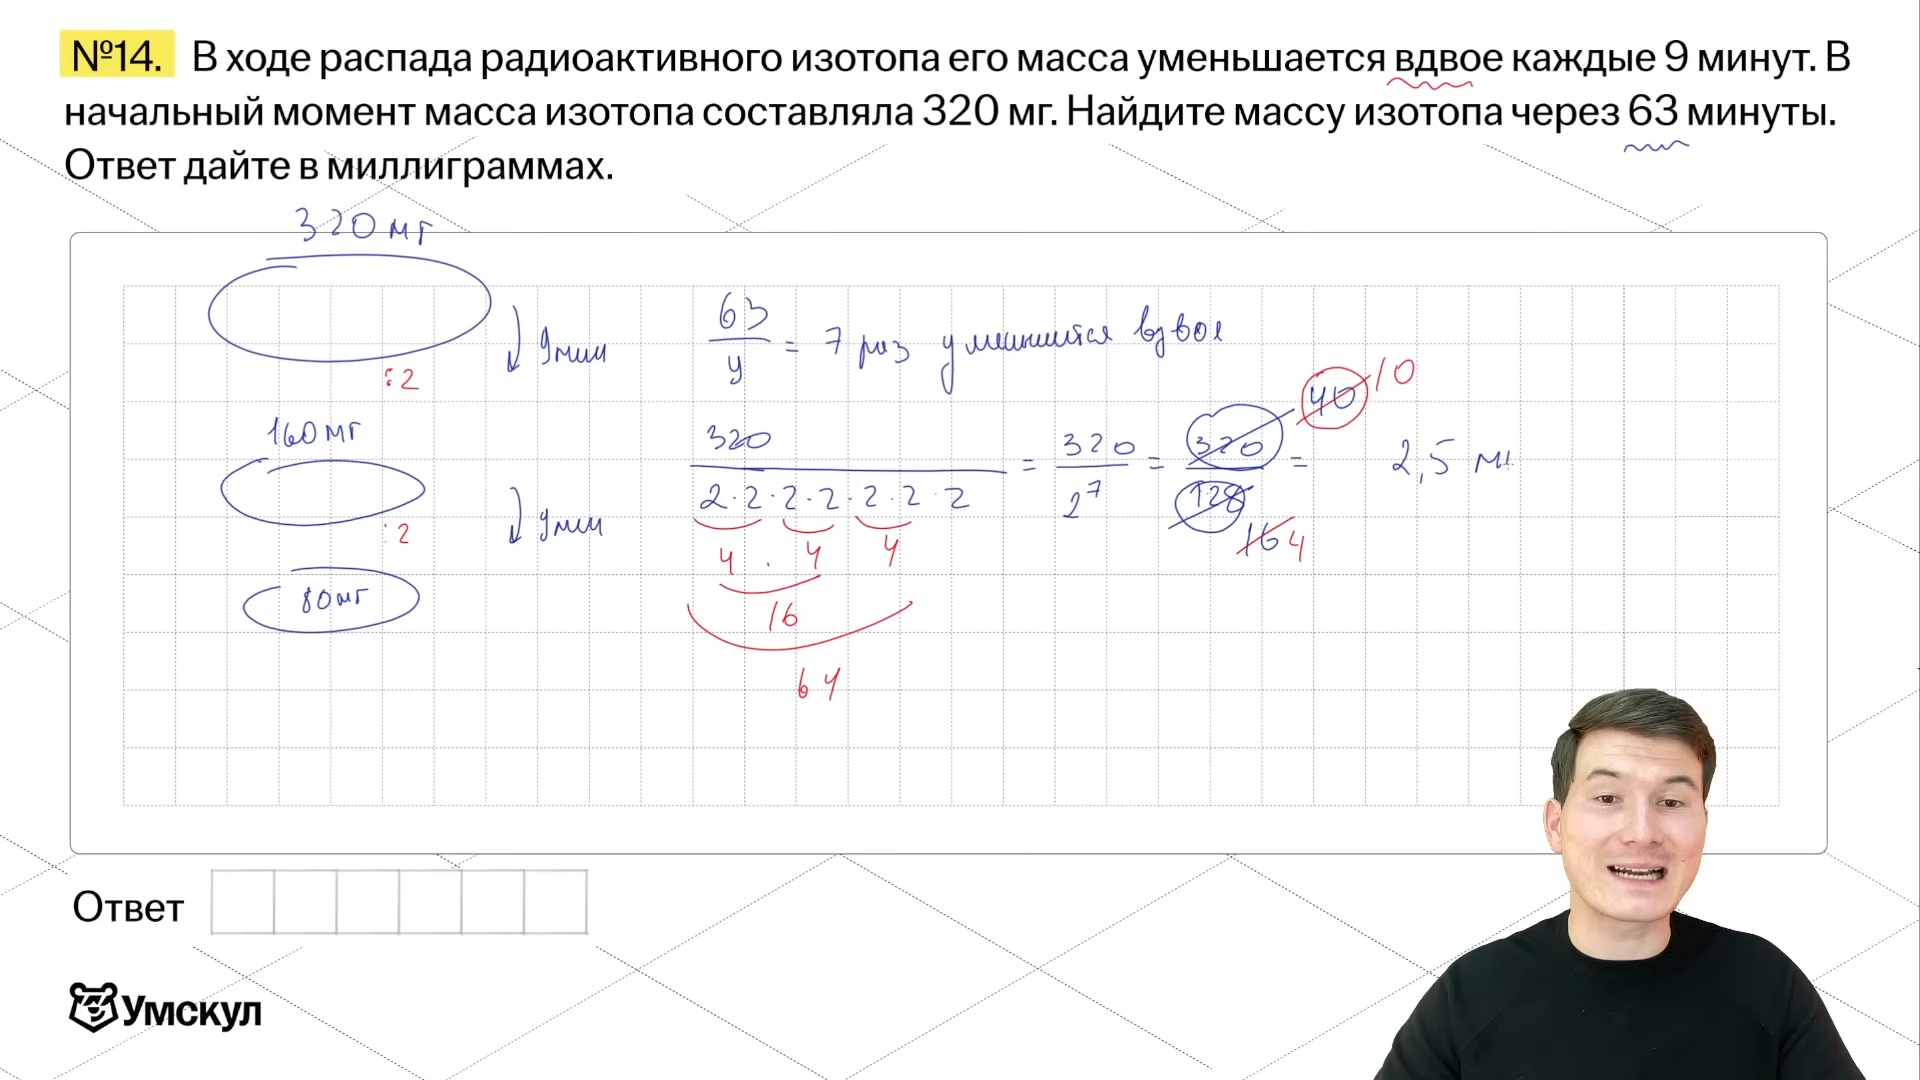 №14. В ходе распада радиоактивного изотопа его масса уменьшается вдвое каждые 9 минут. В
начальный момент масса изотопа составляла 320 мг. Найдите массу изотопа через 63 минуты.
Ответ дайте в миллиграммах.
320 мг
:2
↓ 9 мин
160 мг
:2
↓ 9 мин
80 мг
63/9 = 7 раз уменьшится вдвое
320/2·2·2·2·2·2·2 = 320/2⁷ = 320/128 = 2,5 мг
40 10
16 4
4 · 4 4
16
64
Ответ
Умскул